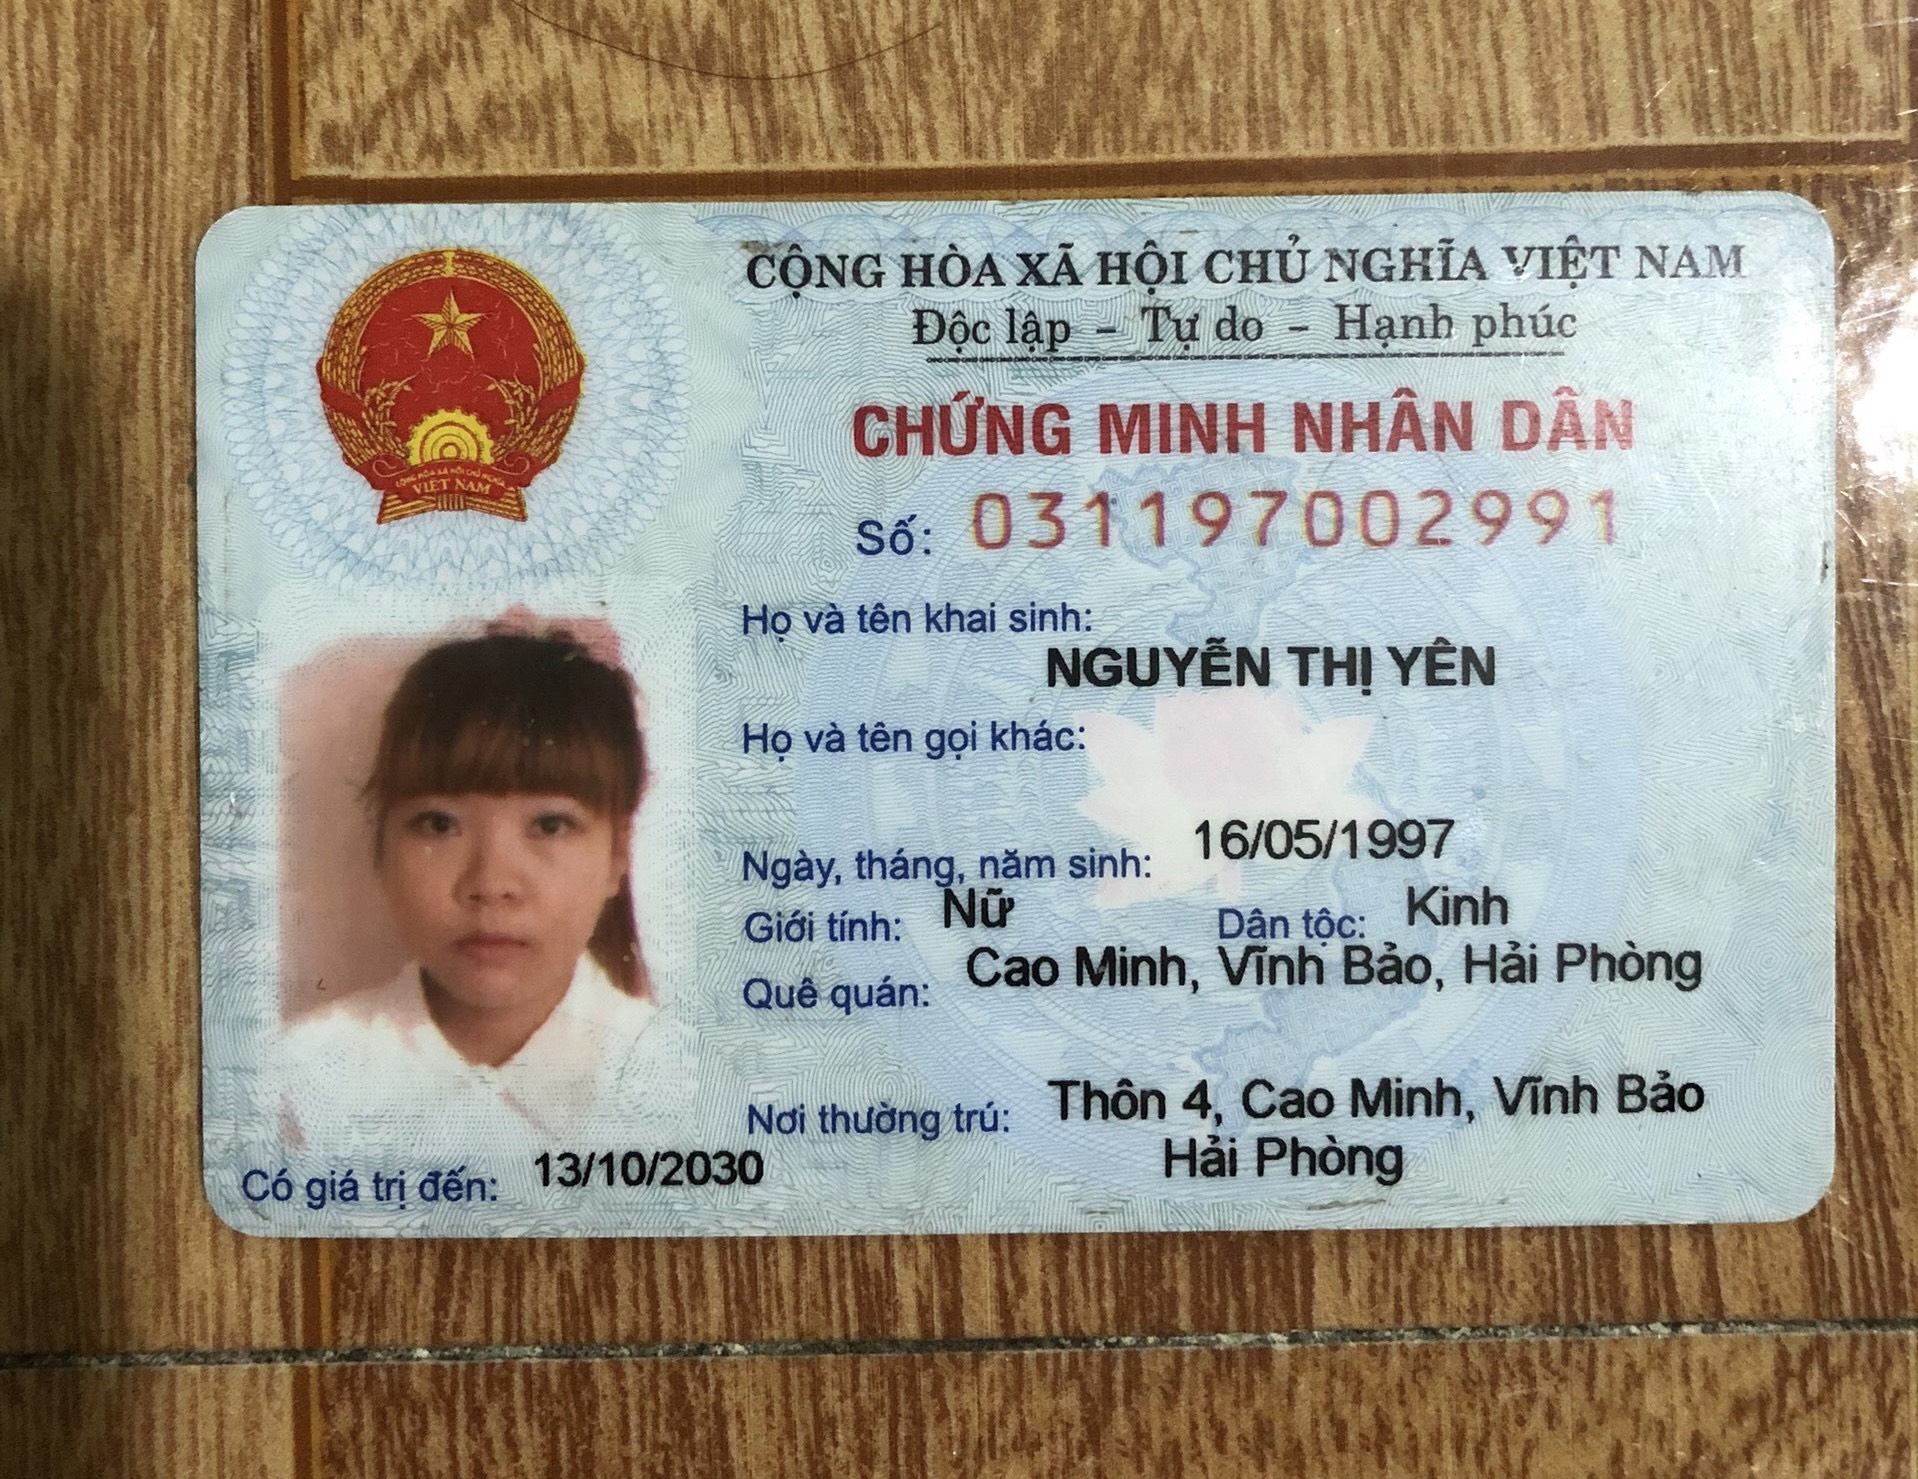 CỘNG HÒA XÃ HỘI CHỦ NGHĨA VIỆT NAM
Độc lập – Tự do – Hạnh phúc
CHỨNG MINH NHÂN DÂN
Số: 031197002991
Họ và tên khai sinh:
NGUYỄN THỊ YÊN
Họ và tên gọi khác:
Ngày, tháng, năm sinh: 16/05/1997
Giới tính: Nữ Dân tộc: Kinh
Quê quán: Cao Minh, Vĩnh Bảo, Hải Phòng
Nơi thường trú: Thôn 4, Cao Minh, Vĩnh Bảo
Hải Phòng
Có giá trị đến: 13/10/2030
CỘNG HÒA XÃ HỘI CHỦ NGHĨA
VIỆT NAM